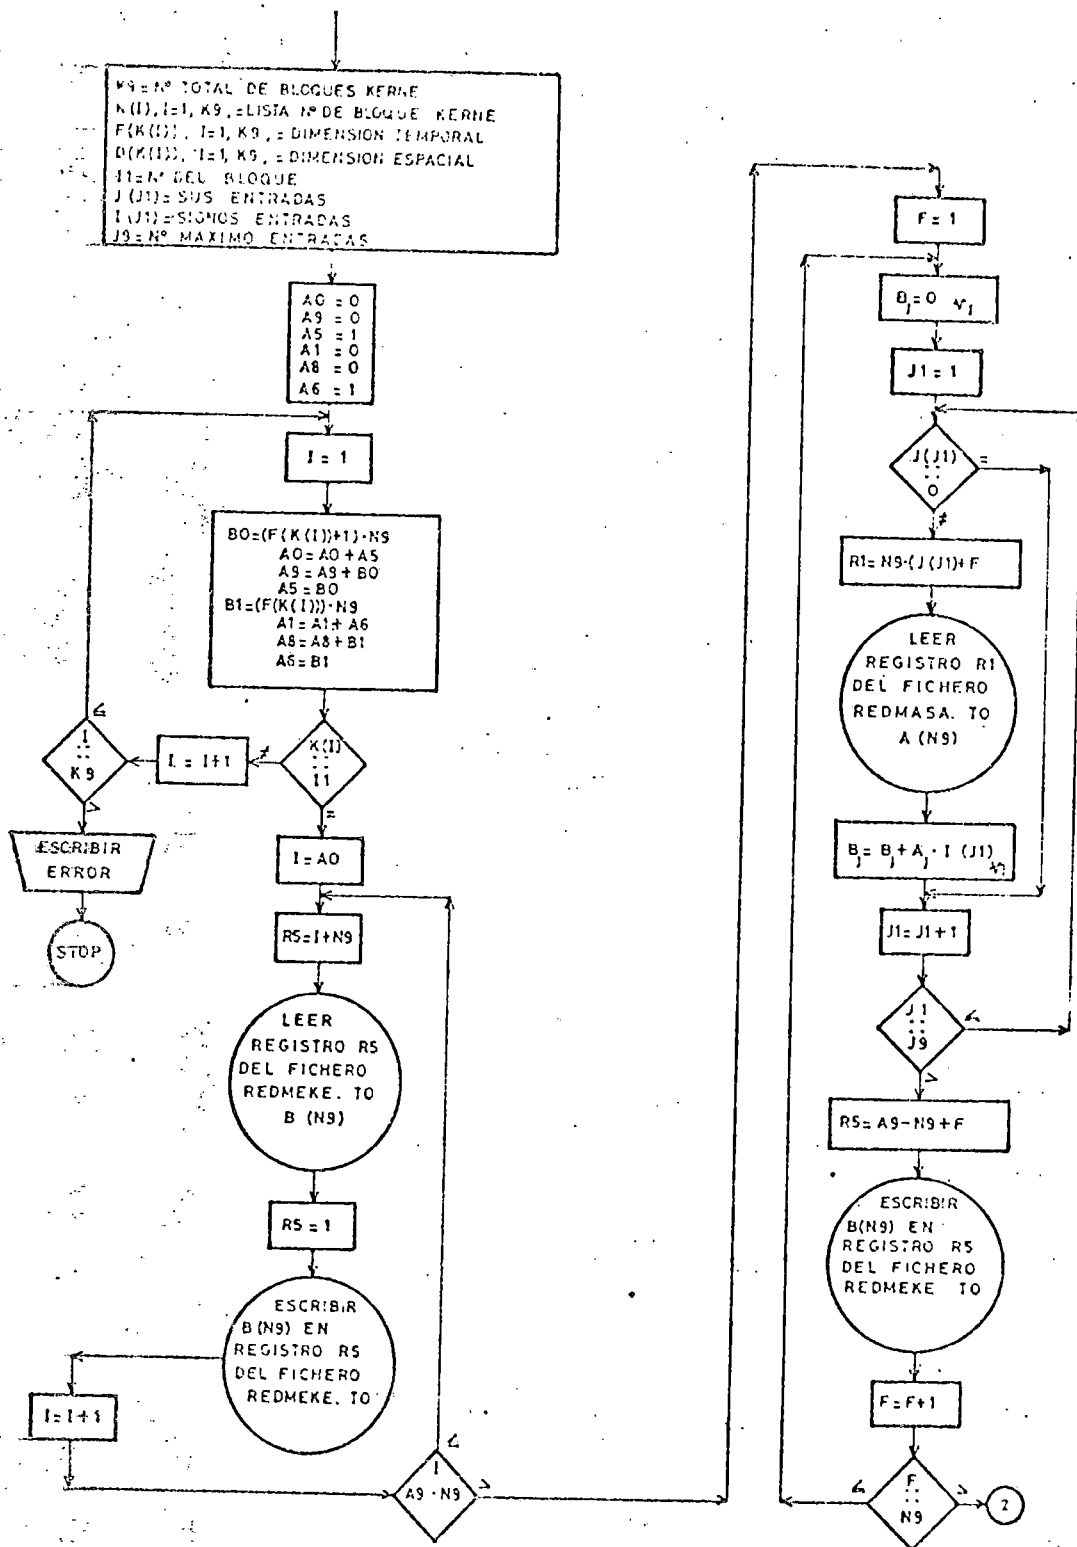 K9 = Nº TOTAL DE BLOQUES KERNE
K(I), I=1, K9, = LISTA Nº DE BLOQUE KERNE
F(K(I)), I=1, K9, = DIMENSION TEMPORAL
D(K(I)), I=1, K9, = DIMENSION ESPACIAL
I1 = Nº DEL BLOQUE
J(J1) = SUS ENTRADAS
I(J1) = SIGNOS ENTRADAS
J9 = Nº MAXIMO ENTRADAS
A0 = 0
A9 = 0
A5 = 1
A1 = 0
A8 = 0
A6 = 1
I = 1
B0=(F(K(I))+1)·N9
A0=A0+A5
A9=A9+B0
A5=B0
B1=(F(K(I)))·N9
A1=A1+A6
A8=A8+B1
A6=B1
K(I)
::
I1
≠
=
I = I+1
I
::
K9
≤
>
ESCRIBIR
ERROR
STOP
I = A0
R5=I+N9
LEER
REGISTRO R5
DEL FICHERO
REDMEKE. TO
B (N9)
R5 = 1
ESCRIBIR
B(N9) EN
REGISTRO R5
DEL FICHERO
REDMEKE. TO
I=I+1
I
A9 - N9
≤
>
F = 1
Bj=0 ∀j
J1 = 1
J(J1)
::
0
=
≠
R1=N9·(J(J1)+F
LEER
REGISTRO R1
DEL FICHERO
REDMASA. TO
A (N9)
Bj = Bj + Aj · I (J1) ∀j
J1=J1+1
J1
::
J9
≤
>
R5=A9-N9+F
ESCRIBIR
B(N9) EN
REGISTRO R5
DEL FICHERO
REDMEKE TO
F=F+1
F
::
N9
≤
>
2